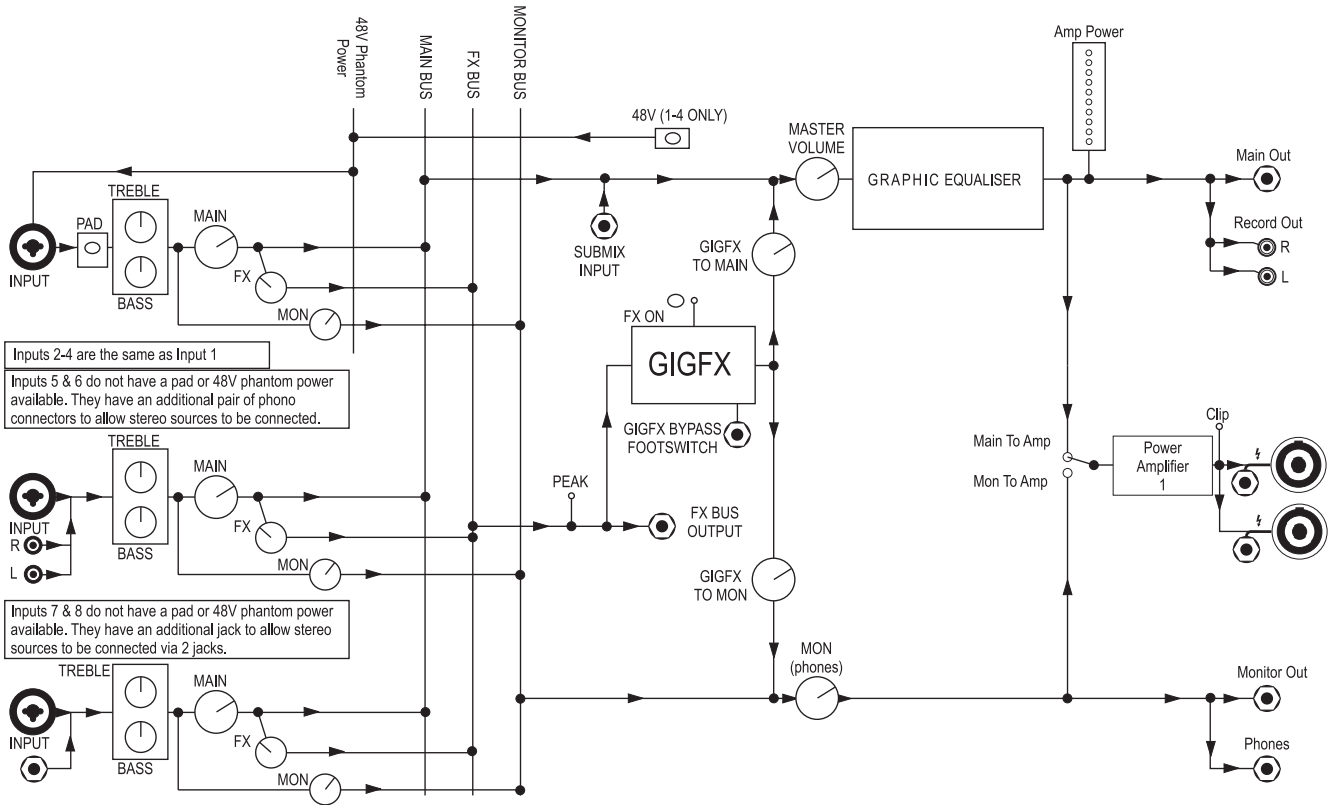 48V Phantom
Power
MAIN BUS
FX BUS
MONITOR BUS
Amp Power
48V (1-4 ONLY)
MASTER
VOLUME
GRAPHIC EQUALISER
Main Out
Record Out
R
L
TREBLE
PAD
MAIN
INPUT
FX
BASS
MON
SUBMIX
INPUT
GIGFX
TO MAIN
FX ON
GIGFX
GIGFX BYPASS
FOOTSWITCH
Inputs 2-4 are the same as Input 1
Inputs 5 & 6 do not have a pad or 48V phantom power
available. They have an additional pair of phono
connectors to allow stereo sources to be connected.
TREBLE
MAIN
INPUT
R
L
FX
BASS
MON
PEAK
FX BUS
OUTPUT
Main To Amp
Mon To Amp
Power
Amplifier
1
Clip
GIGFX
TO MON
Inputs 7 & 8 do not have a pad or 48V phantom power
available. They have an additional jack to allow stereo
sources to be connected via 2 jacks.
TREBLE
MAIN
INPUT
FX
BASS
MON
MON
(phones)
Monitor Out
Phones